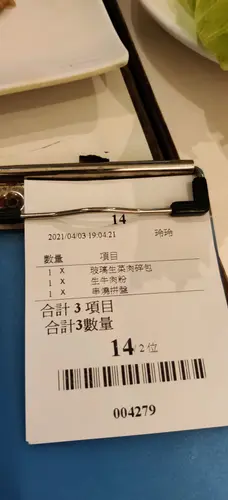 14
2021/04/03 19:04:21 玲玲
數量 項目
1 X 玻璃生菜肉碎包
1 X 生牛肉粉
1 X 串燒拼盤
合計 3 項目
合計3數量
14 / 2 位
004279